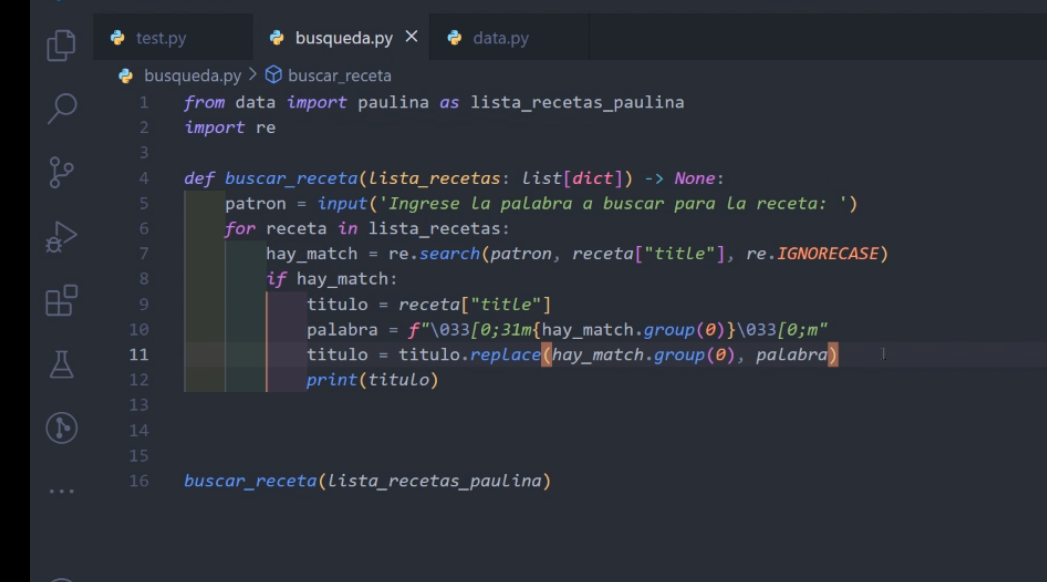 test.py busqueda.py data.py
busqueda.py > buscar_receta
1 from data import paulina as lista_recetas_paulina
2 import re
3
4 def buscar_receta(lista_recetas: list[dict]) -> None:
5 patron = input('Ingrese la palabra a buscar para la receta: ')
6 for receta in lista_recetas:
7 hay_match = re.search(patron, receta["title"], re.IGNORECASE)
8 if hay_match:
9 titulo = receta["title"]
10 palabra = f"\033[0;31m{hay_match.group(0)}\033[0;m"
11 titulo = titulo.replace(hay_match.group(0), palabra)
12 print(titulo)
13
14
15
16 buscar_receta(lista_recetas_paulina)